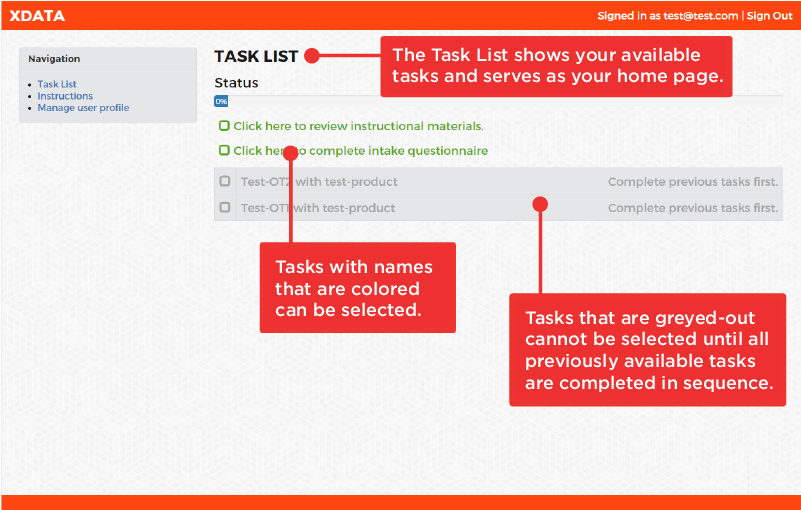 XDATA
Signed in as test@test.com | Sign Out
Navigation
Task List
Instructions
Manage user profile
TASK LIST
The Task List shows your available
tasks and serves as your home page.
Status
0%
Click here to review instructional materials.
Click here to complete intake questionnaire
Test-OT2 with test-product
Complete previous tasks first.
Test-OT1 with test-product
Complete previous tasks first.
Tasks with names
that are colored
can be selected.
Tasks that are greyed-out
cannot be selected until all
previously available tasks
are completed in sequence.